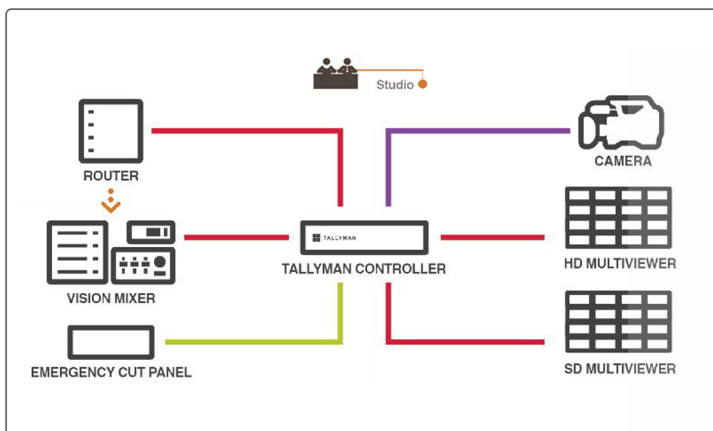 Studio
ROUTER
CAMERA
TALLYMAN
TALLYMAN CONTROLLER
HD MULTIVIEWER
VISION MIXER
EMERGENCY CUT PANEL
SD MULTIVIEWER